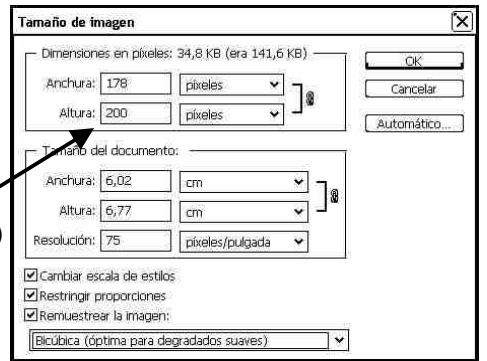 Tamaño de imagen
Dimensiones en píxeles: 34,8 KB (era 141,6 KB)
Anchura: 178 píxeles
Altura: 200 píxeles
OK
Cancelar
Automático...
Tamaño del documento:
Anchura: 6,02 cm
Altura: 6,77 cm
Resolución: 75 píxeles/pulgada
Cambiar escala de estilos
Restringir proporciones
Remuestrear la imagen:
Bicúbica (óptima para degradados suaves)